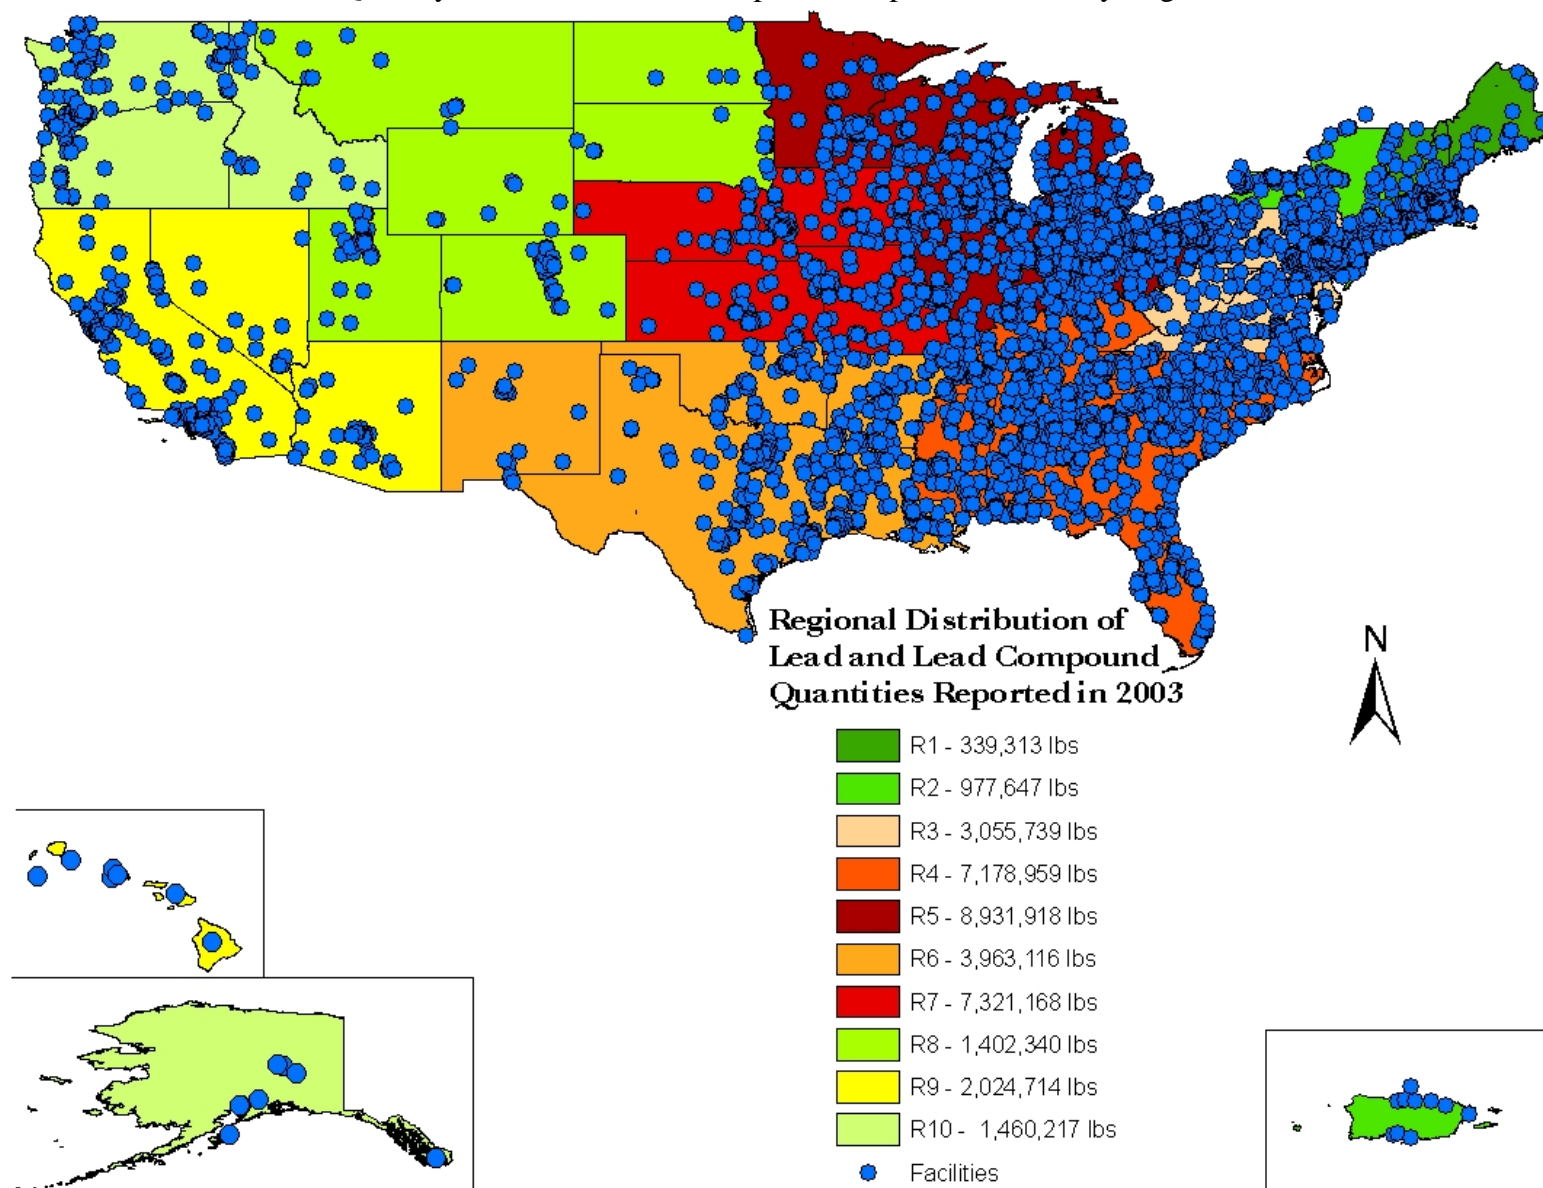 Regional Distribution of
Lead and Lead Compound
Quantities Reported in 2003
N
R1 - 339,313 lbs
R2 - 977,647 lbs
R3 - 3,055,739 lbs
R4 - 7,178,959 lbs
R5 - 8,931,918 lbs
R6 - 3,963,116 lbs
R7 - 7,321,168 lbs
R8 - 1,402,340 lbs
R9 - 2,024,714 lbs
R10 - 1,460,217 lbs
Facilities